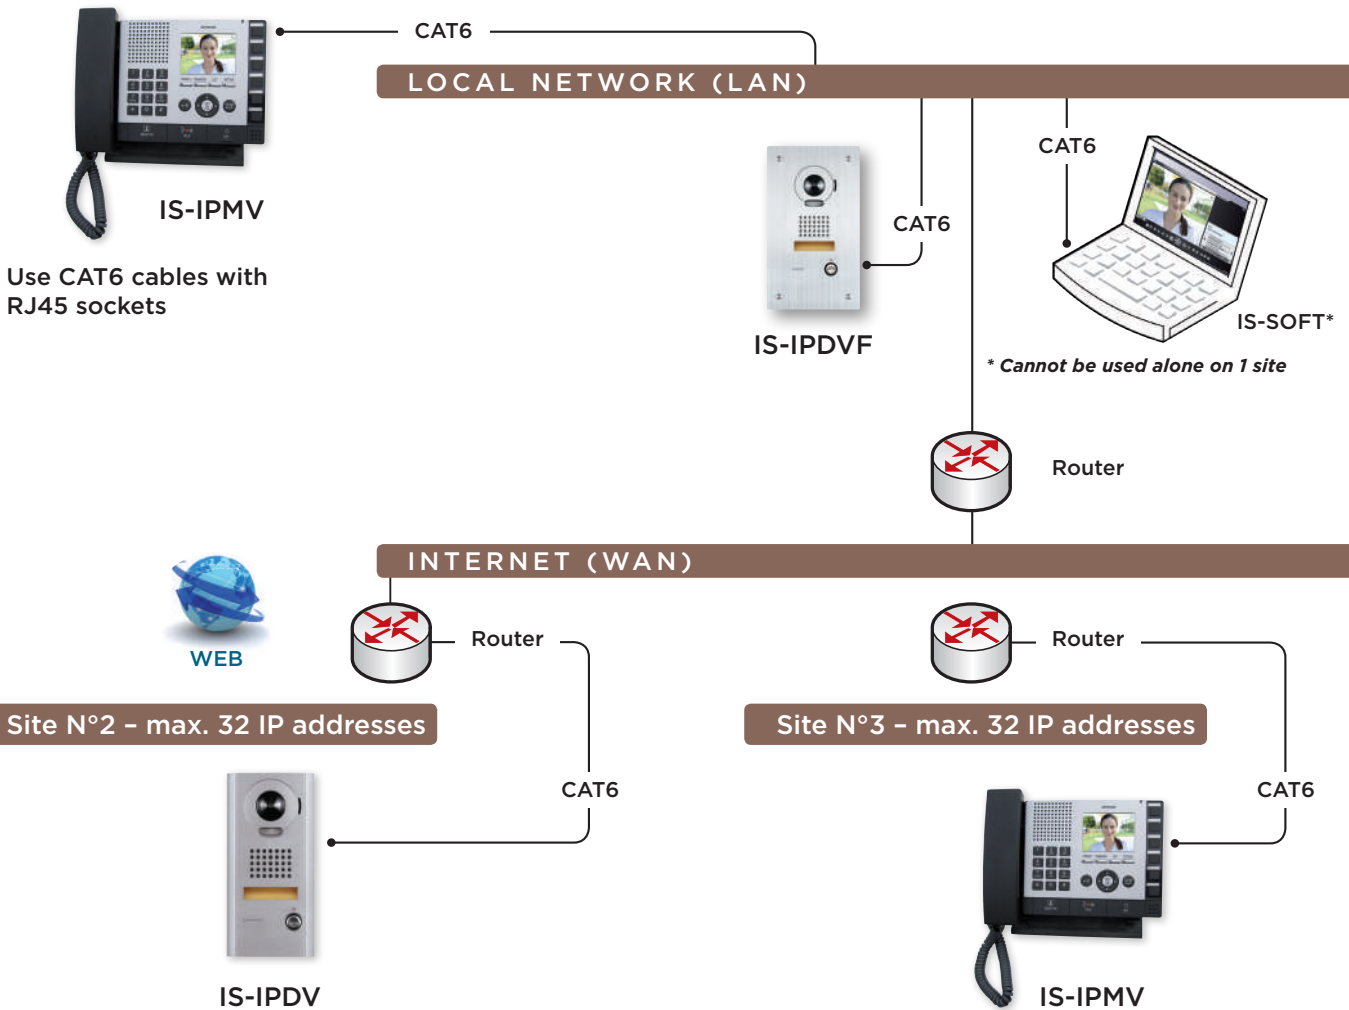 CAT6
LOCAL NETWORK (LAN)
CAT6
IS-IPMV
CAT6
Use CAT6 cables with
RJ45 sockets
IS-SOFT*
IS-IPDVF
* Cannot be used alone on 1 site
Router
INTERNET (WAN)
WEB
Router
Router
Site N°2 – max. 32 IP addresses
Site N°3 – max. 32 IP addresses
CAT6
CAT6
IS-IPDV
IS-IPMV